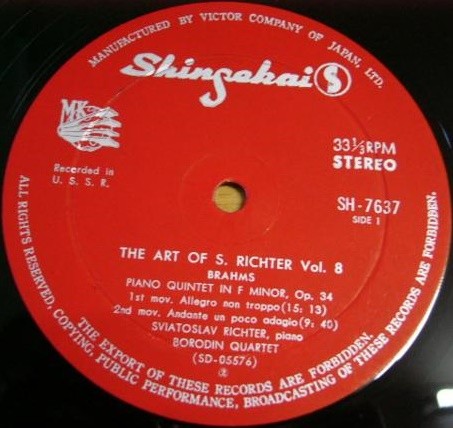 MANUFACTURED BY VICTOR COMPANY OF JAPAN, LTD.
Shinsekai S
MK
33⅓RPM
STEREO
Recorded in
U.S.S.R.
SH-7637
SIDE 1
THE ART OF S. RICHTER Vol. 8
BRAHMS
PIANO QUINTET IN F MINOR, Op. 34
1st mov. Allegro non troppo(15: 13)
2nd mov. Andante un poco adagio(9: 40)
SVIATOSLAV RICHTER, piano
BORODIN QUARTET
(SD-05576)
ALL RIGHTS RESERVED, COPYING, PUBLIC PERFORMANCE, BROADCASTING OF THESE RECORDS ARE FORBIDDEN.
THE EXPORT OF THESE RECORDS ARE FORBIDDEN.